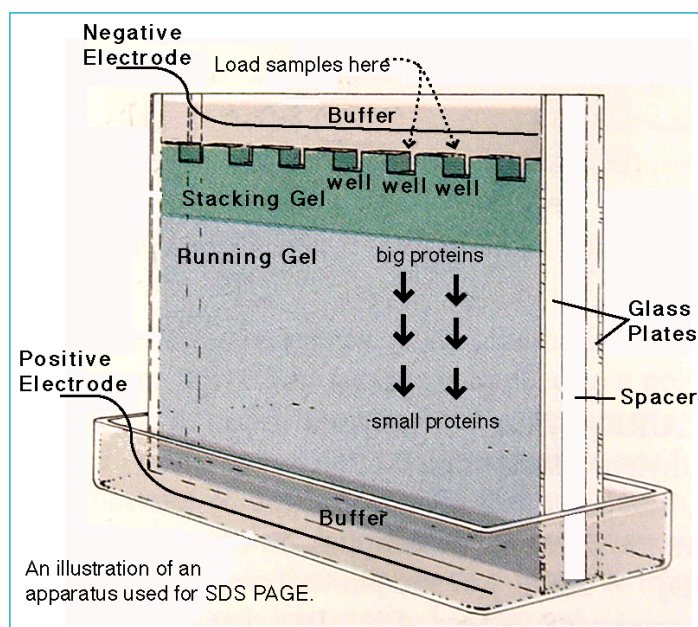 Negative
Electrode
Load samples here
Buffer
well
well
well
Stacking Gel
Running Gel
big proteins
Glass
Plates
Positive
Electrode
Spacer
small proteins
Buffer
An illustration of an
apparatus used for SDS PAGE.